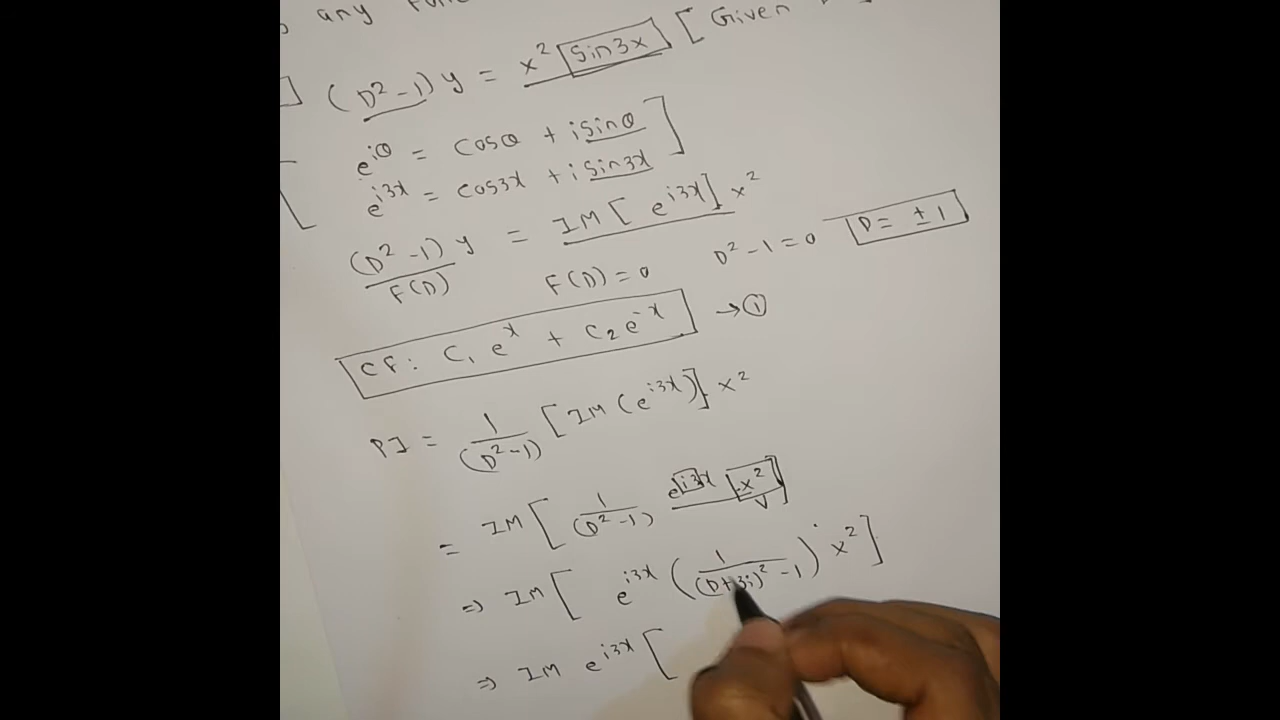 any
(D² - 1) y = x² sin3x [ Given
e^{iθ} = cosθ + i sinθ ]
[ e^{i3x} = cos3x + i sin3x
(D² - 1) y = IM [ e^{i3x} ] x²
F(D) F(D) = 0 D² - 1 = 0 D = ± 1
CF : C₁ e^x + C₂ e^{-x} → ①
PI = 1/(D² - 1) [ IM (e^{i3x}) ] x²
= IM [ 1/(D² - 1) e^{i3x} x² ]
V
⇒ IM [ e^{i3x} ( 1/((D+3i)² - 1) ) x² ]
⇒ IM e^{i3x} [